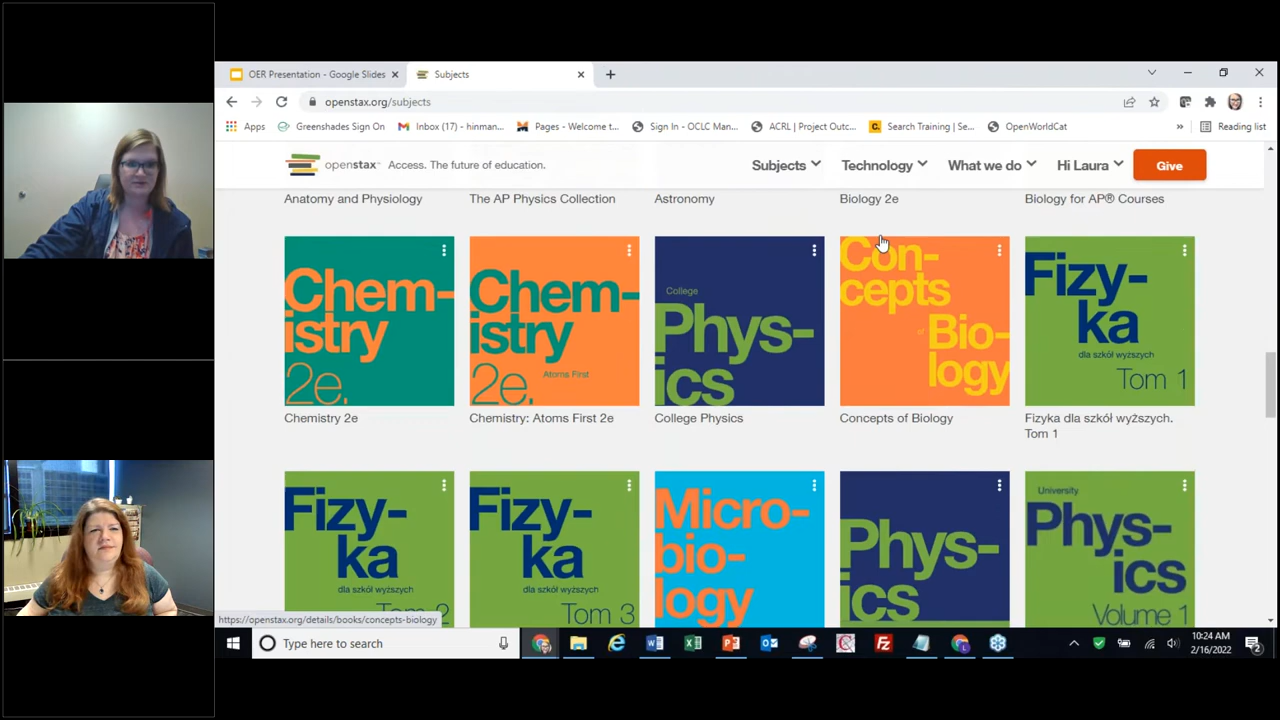 OER Presentation - Google Slides
Subjects
openstax.org/subjects
Apps
Greenshades Sign On
Inbox (17) - hinman...
Pages - Welcome t...
Sign In - OCLC Man...
ACRL | Project Outc...
Search Training | Se...
OpenWorldCat
»
Reading list
openstax™ Access. The future of education.
Subjects
Technology
What we do
Hi Laura
Give
Anatomy and Physiology
The AP Physics Collection
Astronomy
Biology 2e
Biology for AP® Courses
Chem-
istry
2e.
Chemistry 2e
Chem-
istry
2e.
Atoms First
Chemistry: Atoms First 2e
College
Phys-
ics
College Physics
Con-
cepts
of Bio-
logy
Concepts of Biology
Fizy-
ka
dla szkół wyższych
Tom 1
Fizyka dla szkół wyższych.
Tom 1
Fizy-
ka
dla szkół wyższych
Tom 2
Fizy-
ka
dla szkół wyższych
Tom 3
Micro-
bio-
logy
Phys-
ics
University
Phys-
ics
Volume 1
https://openstax.org/details/books/concepts-biology
Type here to search
10:24 AM
2/16/2022
2